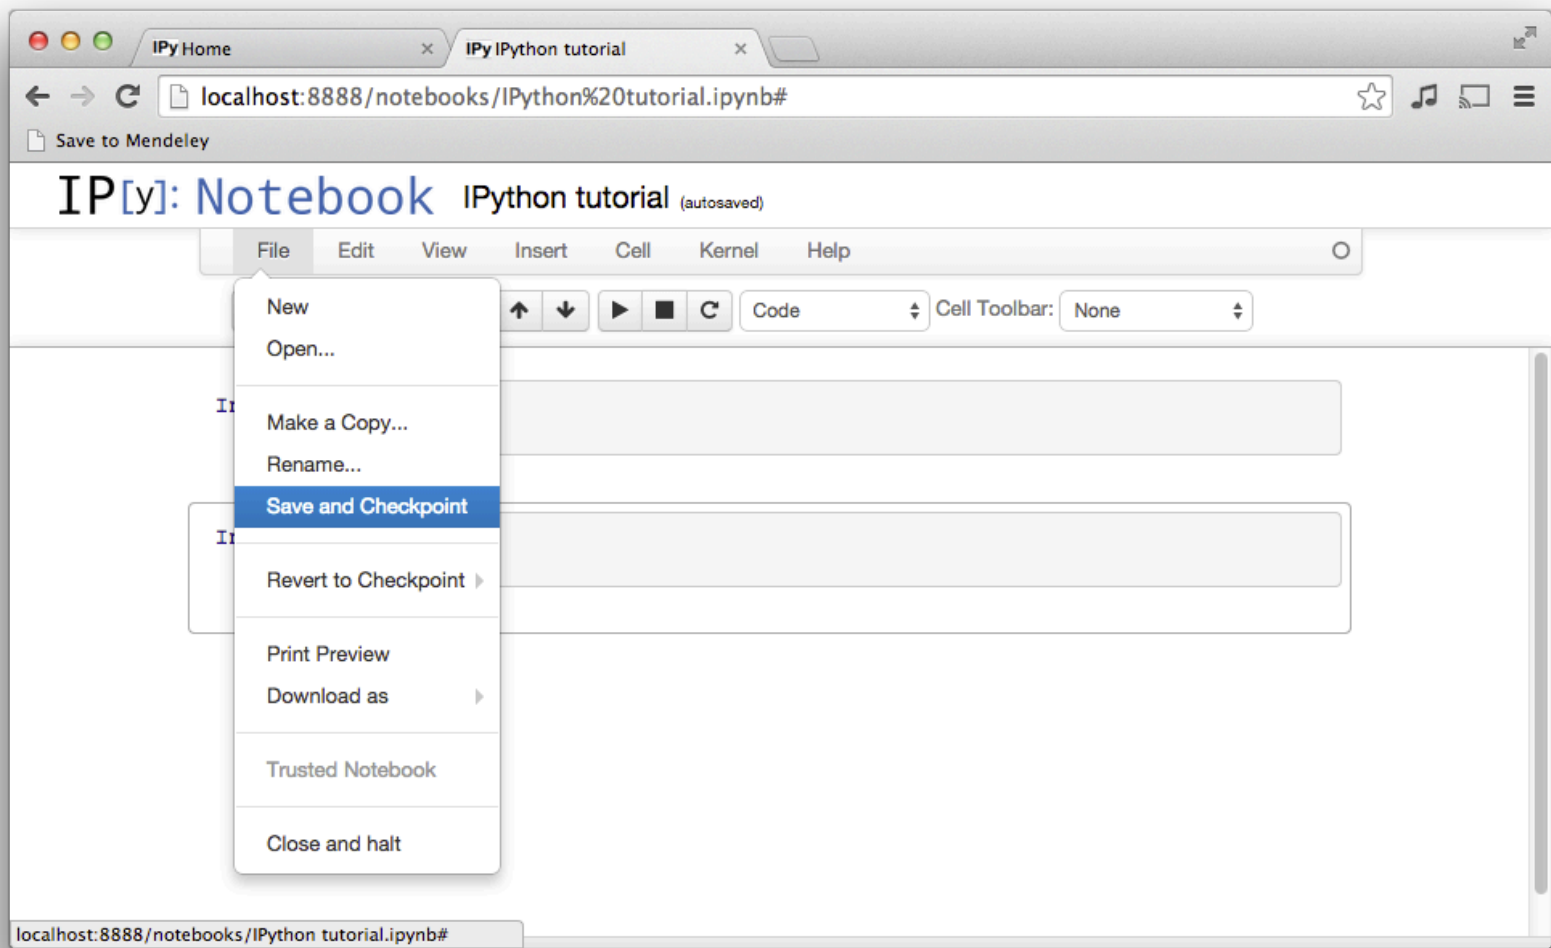 IPy Home × IPy IPython tutorial ×
localhost:8888/notebooks/IPython%20tutorial.ipynb#
Save to Mendeley
IP[y]: Notebook IPython tutorial (autosaved)
File Edit View Insert Cell Kernel Help
Code Cell Toolbar: None
New
Open...
In
Make a Copy...
Rename...
Save and Checkpoint
In
Revert to Checkpoint
Print Preview
Download as
Trusted Notebook
Close and halt
localhost:8888/notebooks/IPython tutorial.ipynb#